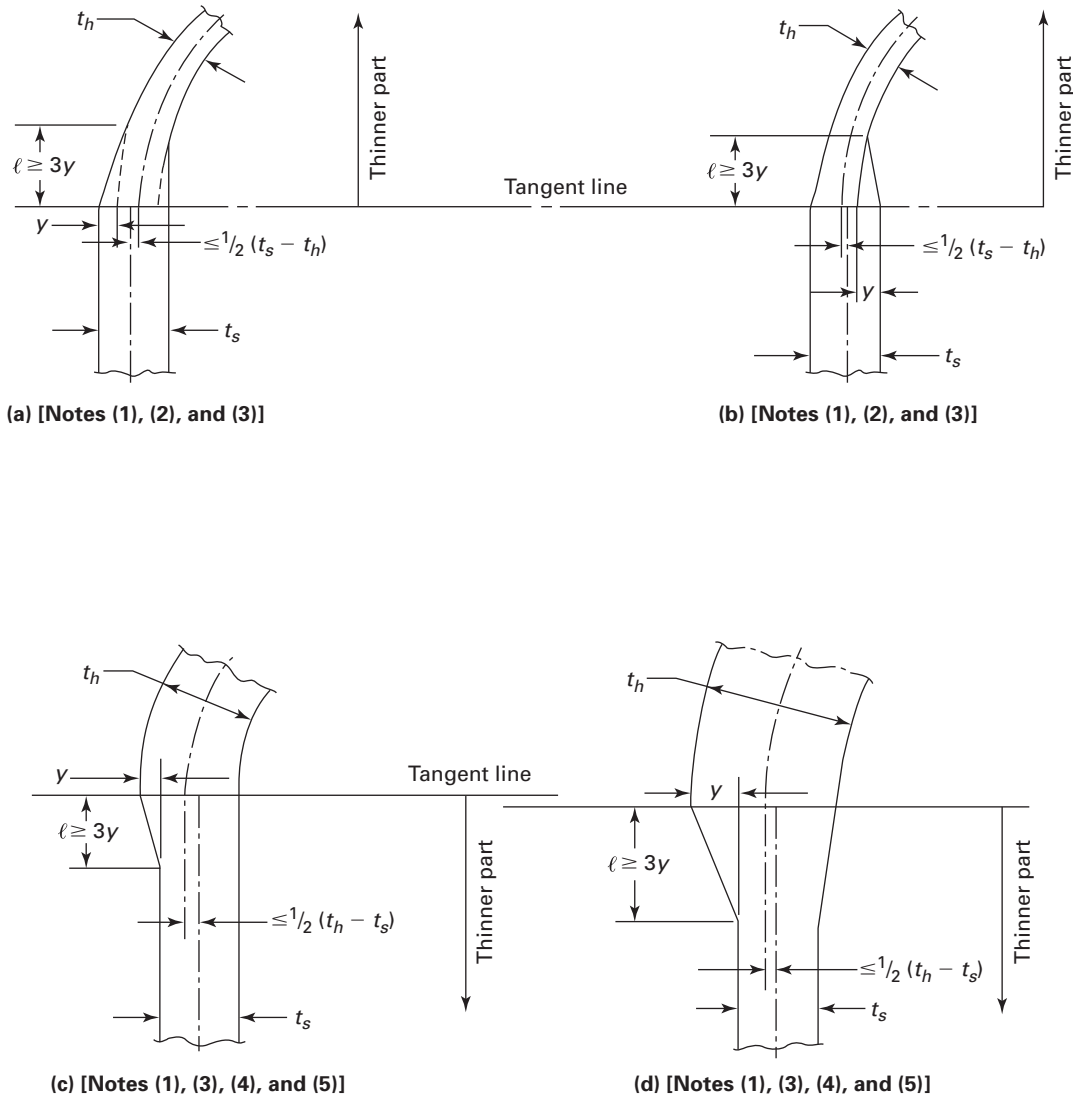 t_h
Thinner part
ℓ ≥ 3y
Tangent line
y
≤ 1/2 (t_s − t_h)
t_s
(a) [Notes (1), (2), and (3)]
t_h
Thinner part
ℓ ≥ 3y
≤ 1/2 (t_s − t_h)
y
t_s
(b) [Notes (1), (2), and (3)]
t_h
y
Tangent line
ℓ ≥ 3y
Thinner part
≤ 1/2 (t_h − t_s)
t_s
(c) [Notes (1), (3), (4), and (5)]
t_h
y
ℓ ≥ 3y
Thinner part
≤ 1/2 (t_h − t_s)
t_s
(d) [Notes (1), (3), (4), and (5)]